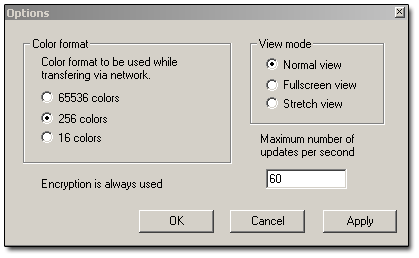 Options
Color format
Color format to be used while
transfering via network.
65536 colors
256 colors
16 colors
Encryption is always used
View mode
Normal view
Fullscreen view
Stretch view
Maximum number of
updates per second
60
OK
Cancel
Apply